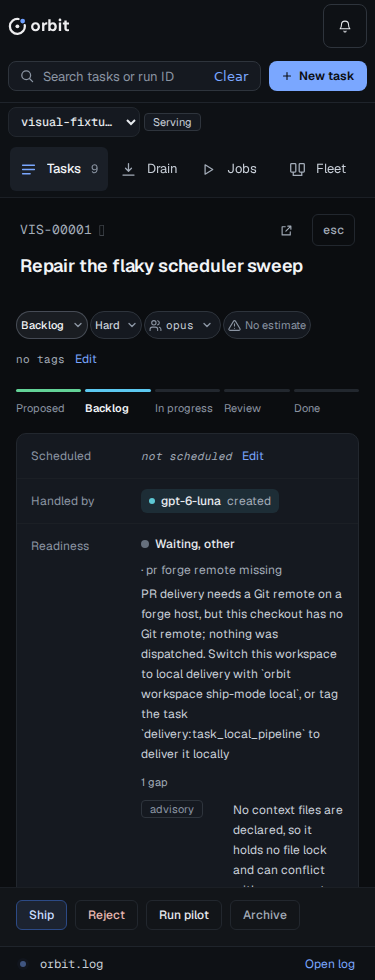 orbit
Search tasks or run ID Clear
+ New task
visual-fixtu… Serving
Tasks 9 Drain Jobs Fleet
VIS-00001 esc
Repair the flaky scheduler sweep
Backlog Hard opus No estimate
no tags Edit
Proposed Backlog In progress Review Done
Scheduled not scheduled Edit
Handled by gpt-6-luna created
Readiness Waiting, other
· pr forge remote missing
PR delivery needs a Git remote on a
forge host, but this checkout has no
Git remote; nothing was
dispatched. Switch this workspace
to local delivery with `orbit
workspace ship-mode local`, or tag
the task
`delivery:task_local_pipeline` to
deliver it locally
1 gap
advisory No context files are
declared, so it
holds no file lock
and can conflict
Ship Reject Run pilot Archive
orbit.log Open log